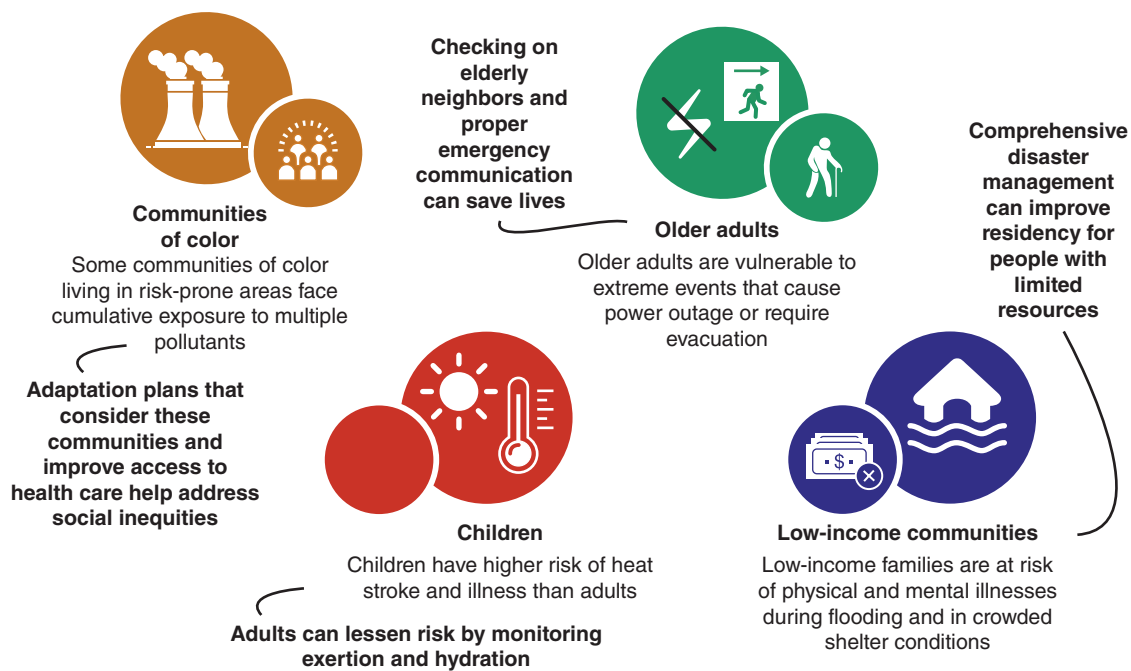 Communities
of color
Some communities of color
living in risk-prone areas face
cumulative exposure to multiple
pollutants
Adaptation plans that
consider these
communities and
improve access to
health care help address
social inequities
Checking on
elderly
neighbors and
proper
emergency
communication
can save lives
Older adults
Older adults are vulnerable to
extreme events that cause
power outage or require
evacuation
Children
Children have higher risk of heat
stroke and illness than adults
Adults can lessen risk by monitoring
exertion and hydration
Comprehensive
disaster
management
can improve
residency for
people with
limited
resources
$
Low-income communities
Low-income families are at risk
of physical and mental illnesses
during flooding and in crowded
shelter conditions